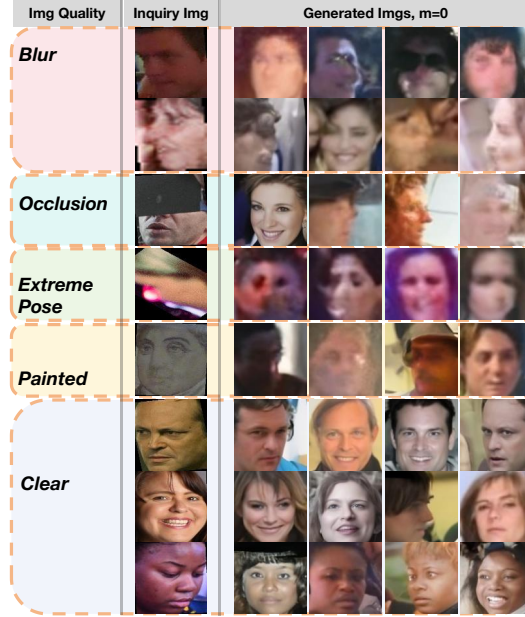 Img Quality Inquiry Img Generated Imgs, m=0
Blur
Occlusion
Extreme
Pose
Painted
Clear